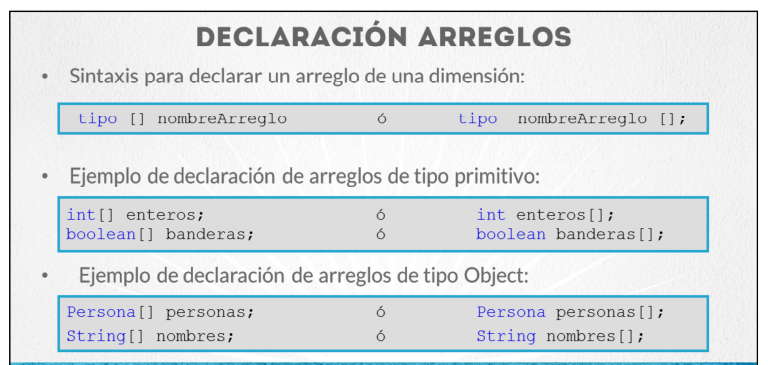 DECLARACIÓN ARREGLOS
• Sintaxis para declarar un arreglo de una dimensión:
tipo [] nombreArreglo ó tipo nombreArreglo [];
• Ejemplo de declaración de arreglos de tipo primitivo:
int[] enteros; ó int enteros[];
boolean[] banderas; ó boolean banderas[];
• Ejemplo de declaración de arreglos de tipo Object:
Persona[] personas; ó Persona personas[];
String[] nombres; ó String nombres[];